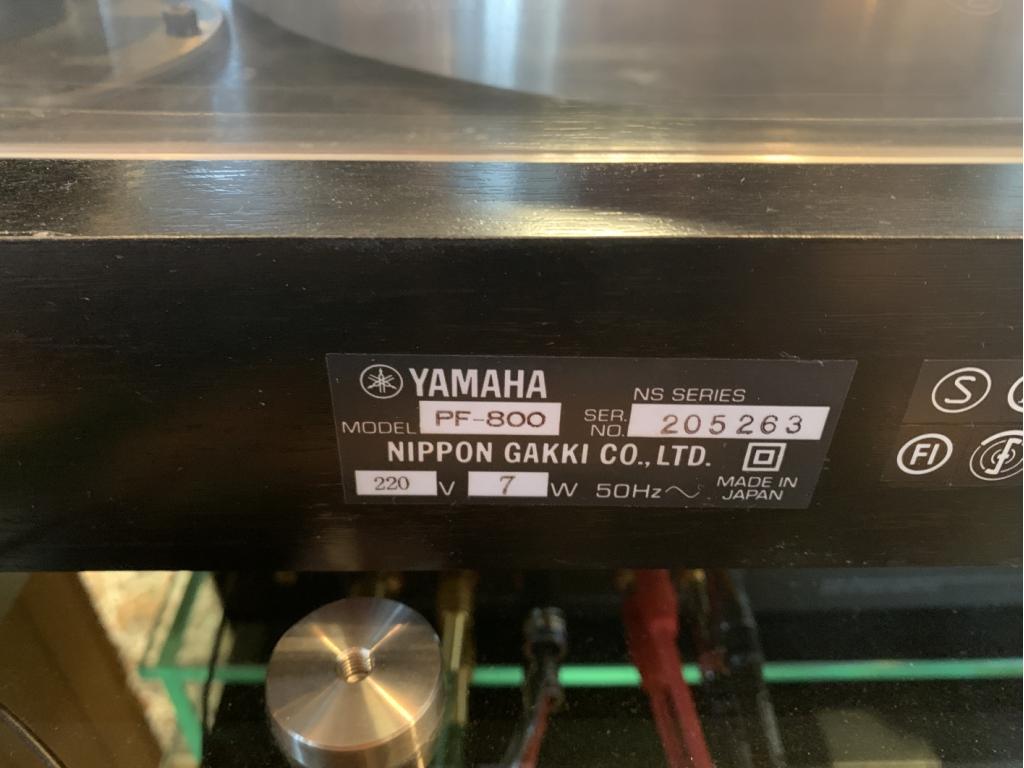 YAMAHA
NS SERIES
MODEL PF-800
SER. NO. 205263
NIPPON GAKKI CO., LTD.
220 V 7 W 50Hz
MADE IN JAPAN
S
FI